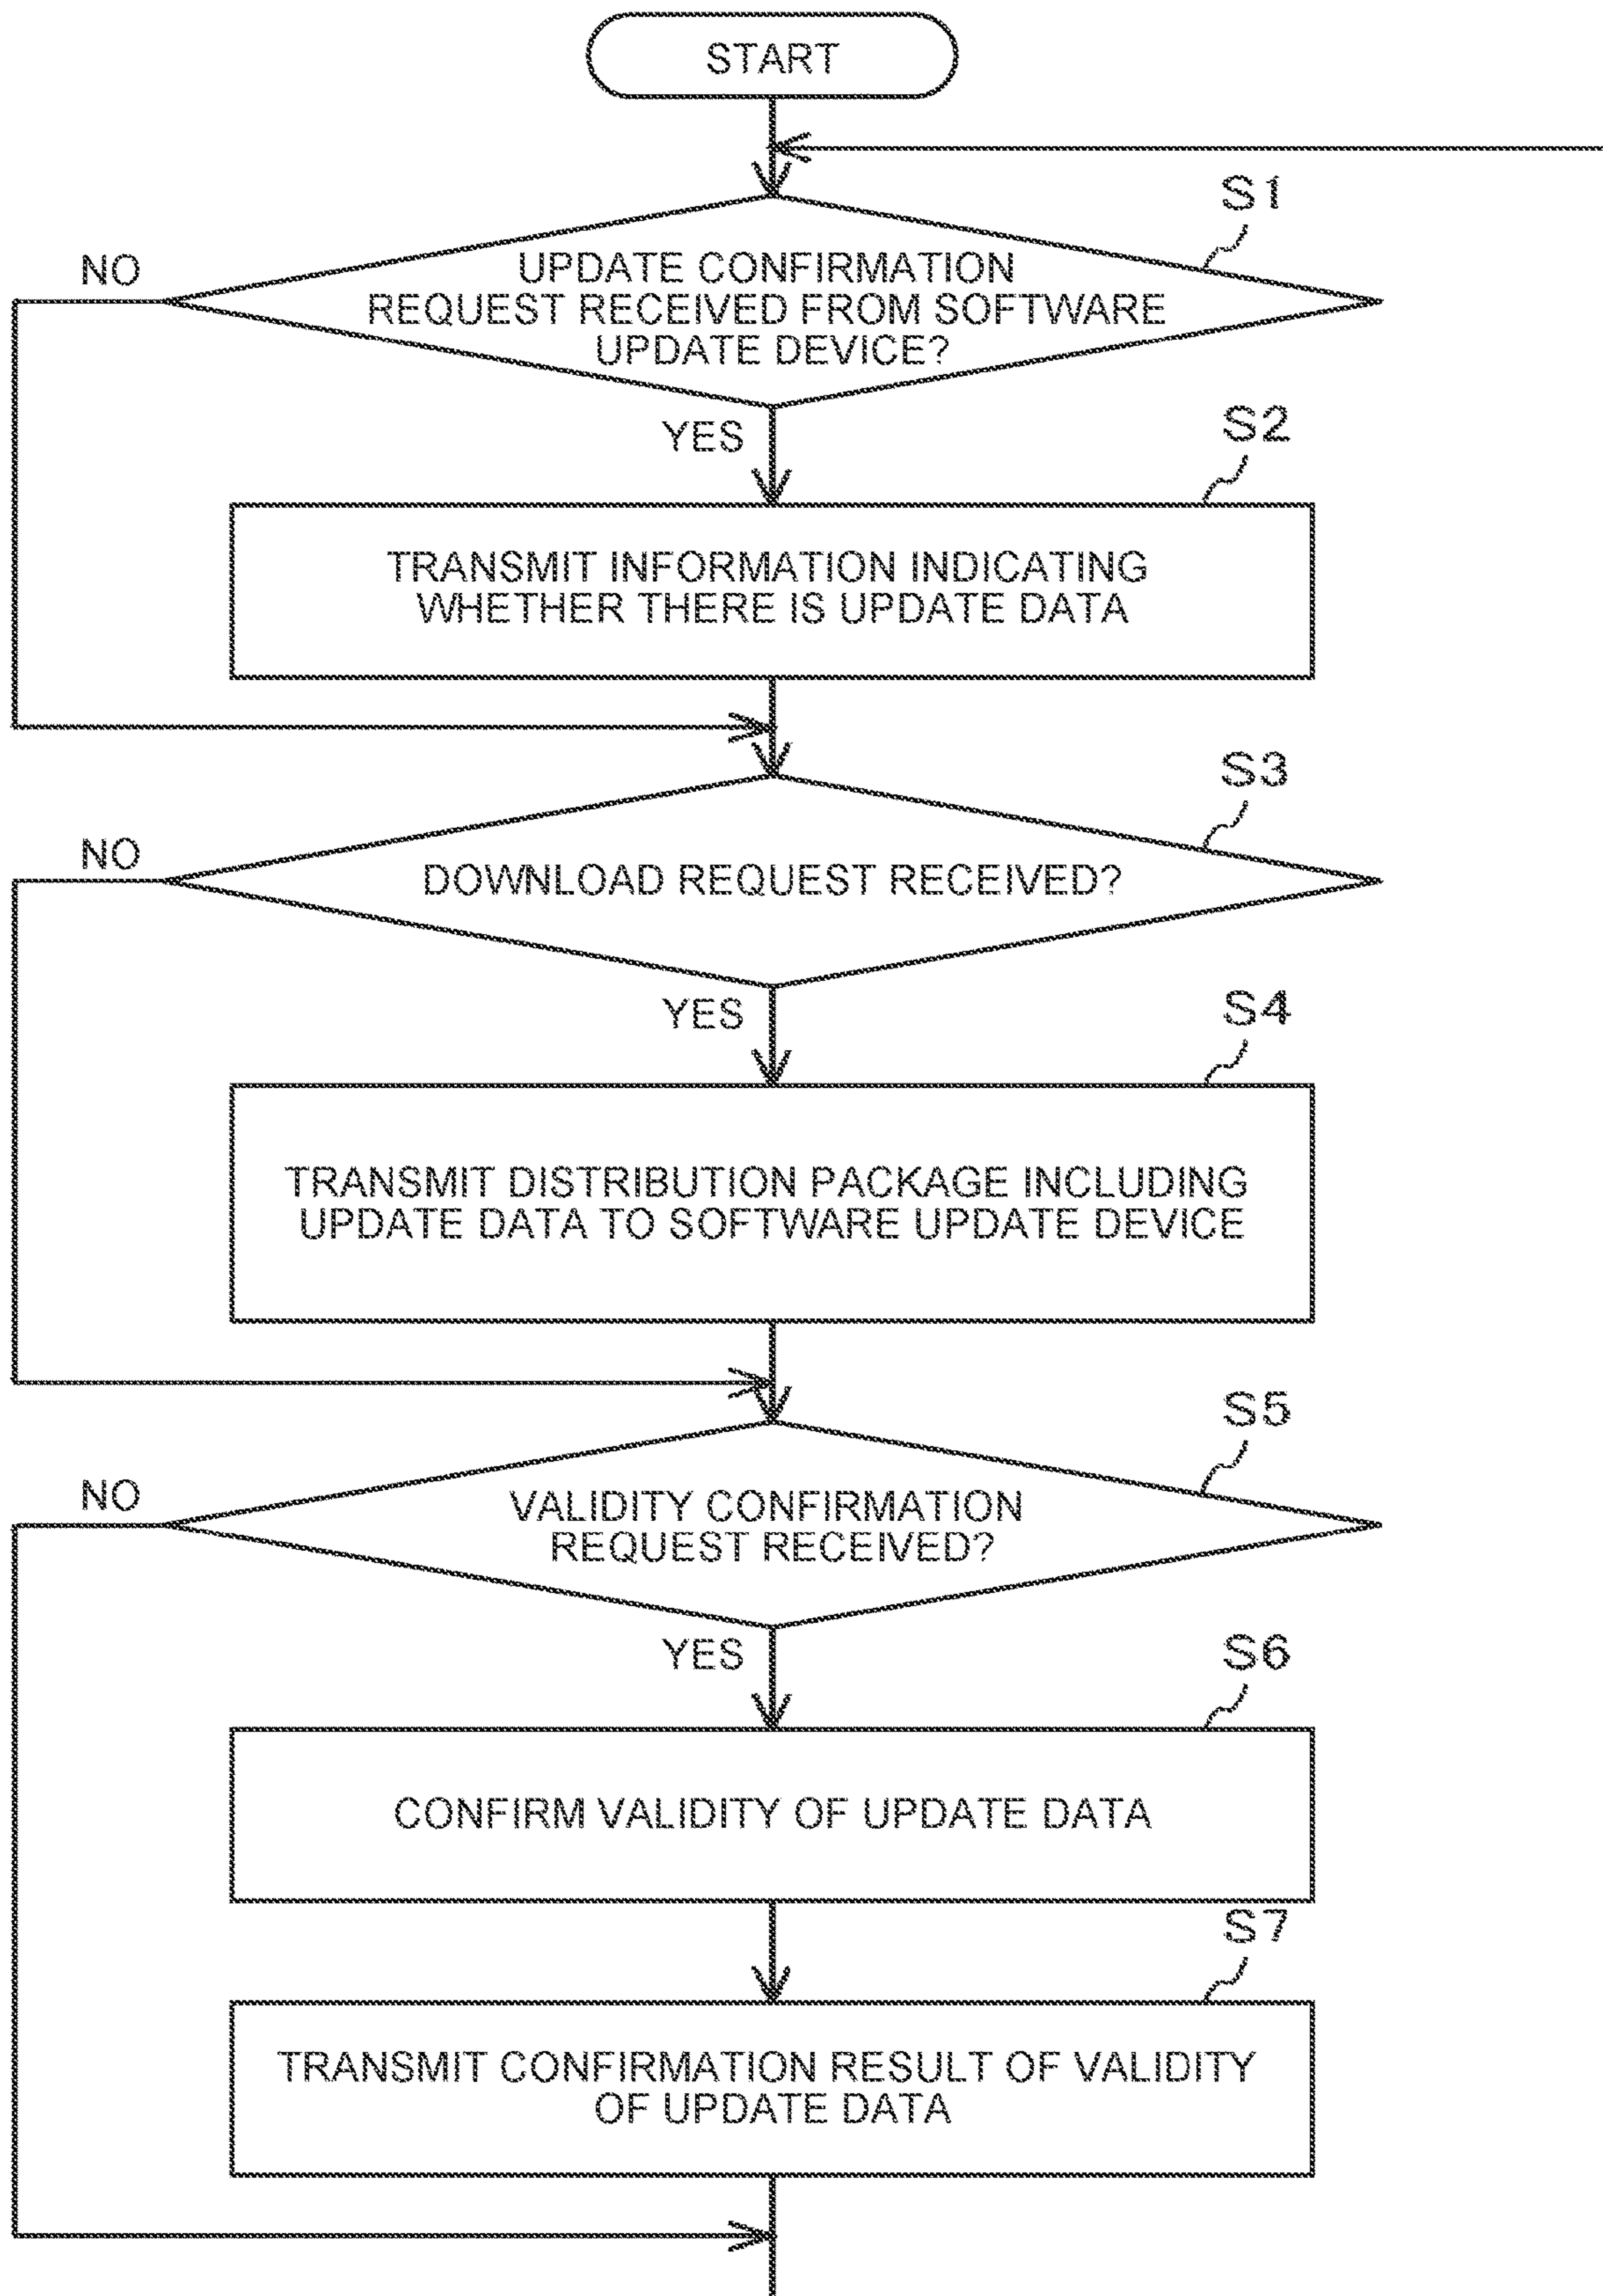 START
S1
NO
UPDATE CONFIRMATION
REQUEST RECEIVED FROM SOFTWARE
UPDATE DEVICE?
YES
S2
TRANSMIT INFORMATION INDICATING
WHETHER THERE IS UPDATE DATA
S3
NO
DOWNLOAD REQUEST RECEIVED?
YES
S4
TRANSMIT DISTRIBUTION PACKAGE INCLUDING
UPDATE DATA TO SOFTWARE UPDATE DEVICE
S5
NO
VALIDITY CONFIRMATION
REQUEST RECEIVED?
YES
S6
CONFIRM VALIDITY OF UPDATE DATA
S7
TRANSMIT CONFIRMATION RESULT OF VALIDITY
OF UPDATE DATA